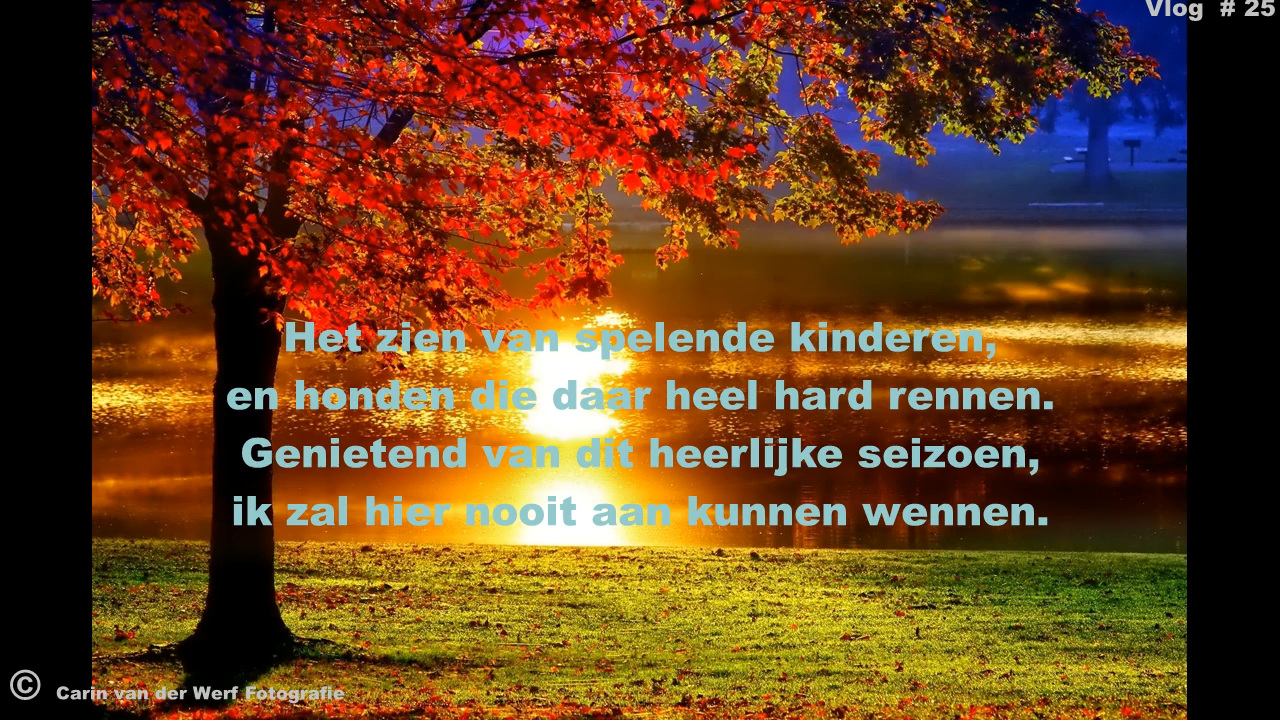 Vlog # 25
Het zien van spelende kinderen,
en honden die daar heel hard rennen.
Genietend van dit heerlijke seizoen,
ik zal hier nooit aan kunnen wennen.
© Carin van der Werf Fotografie